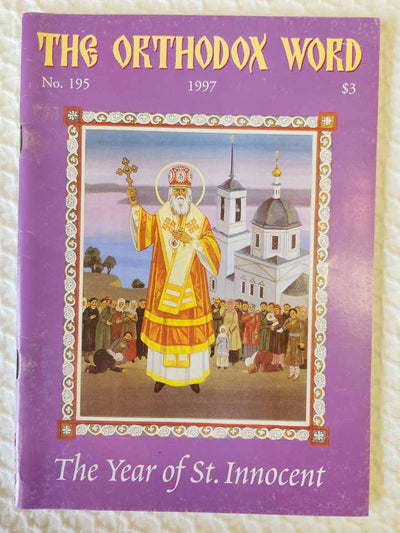 THE ORTHODOX WORD
No. 195 1997 $3
The Year of St. Innocent